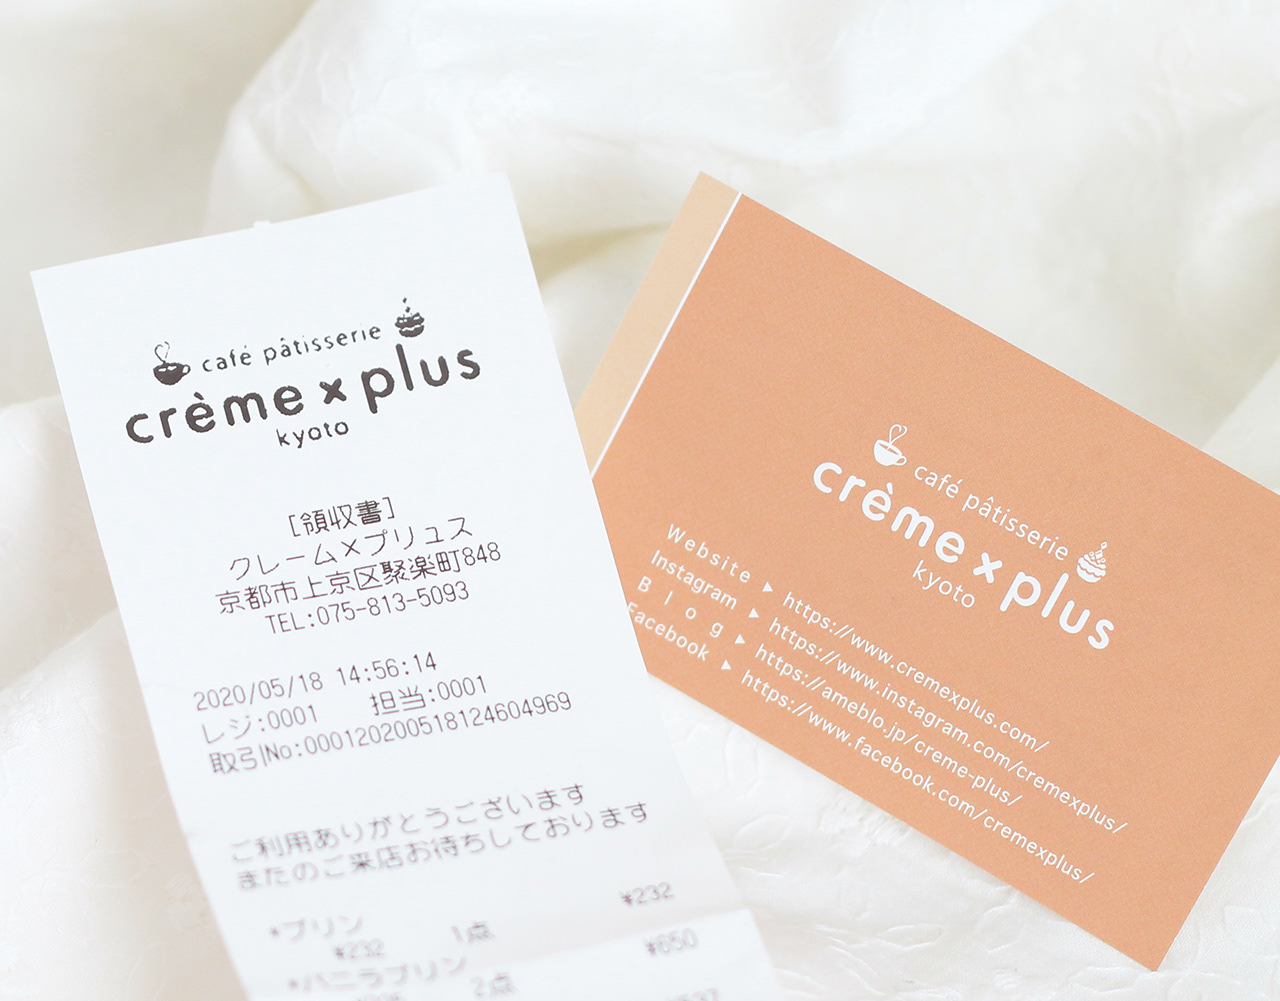 café pâtisserie
crème×plus
kyoto
[領収書]
クレーム×プリュス
京都市上京区聚楽町848
TEL:075-813-5093
2020/05/18 14:56:14
レジ:0001 担当:0001
取引No:000120200518124604969
ご利用ありがとうございます
またのご来店お待ちしております
*プリン
¥232 1点 ¥232
*バニラプリン
2点 ¥650
café pâtisserie
crème×plus
kyoto
Website ▶ https://www.cremexplus.com/
Instagram ▶ https://www.instagram.com/cremexplus/
Blog ▶ https://ameblo.jp/creme-plus/
Facebook ▶ https://www.facebook.com/cremexplus/